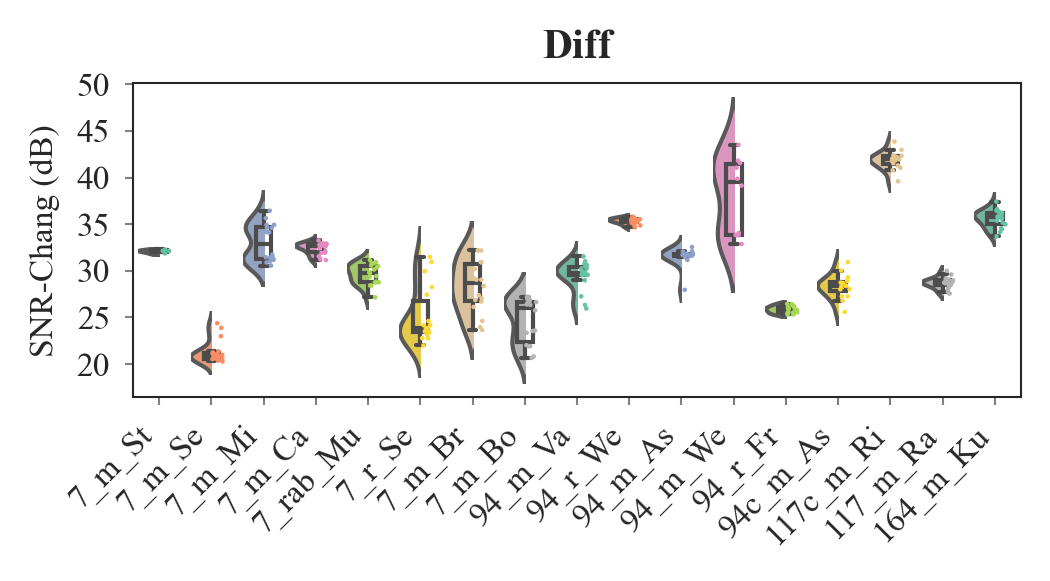 Diff
SNR-Chang (dB)
50
45
40
35
30
25
20
7_m_St
7_m_Se
7_m_Mi
7_m_Ca
7_rab_Mu
7_r_Se
7_m_Br
7_m_Bo
94_m_Va
94_r_We
94_m_As
94_m_We
94_r_Fr
94c_m_As
117c_m_Ri
117_m_Ra
164_m_Ku